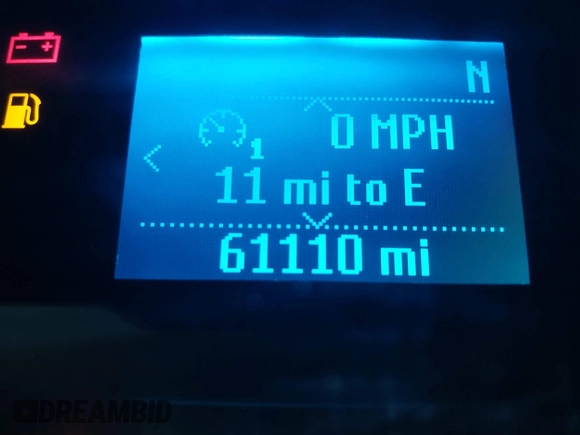 N
0 MPH
1
11 mi to E
61110 mi
DREAMBID